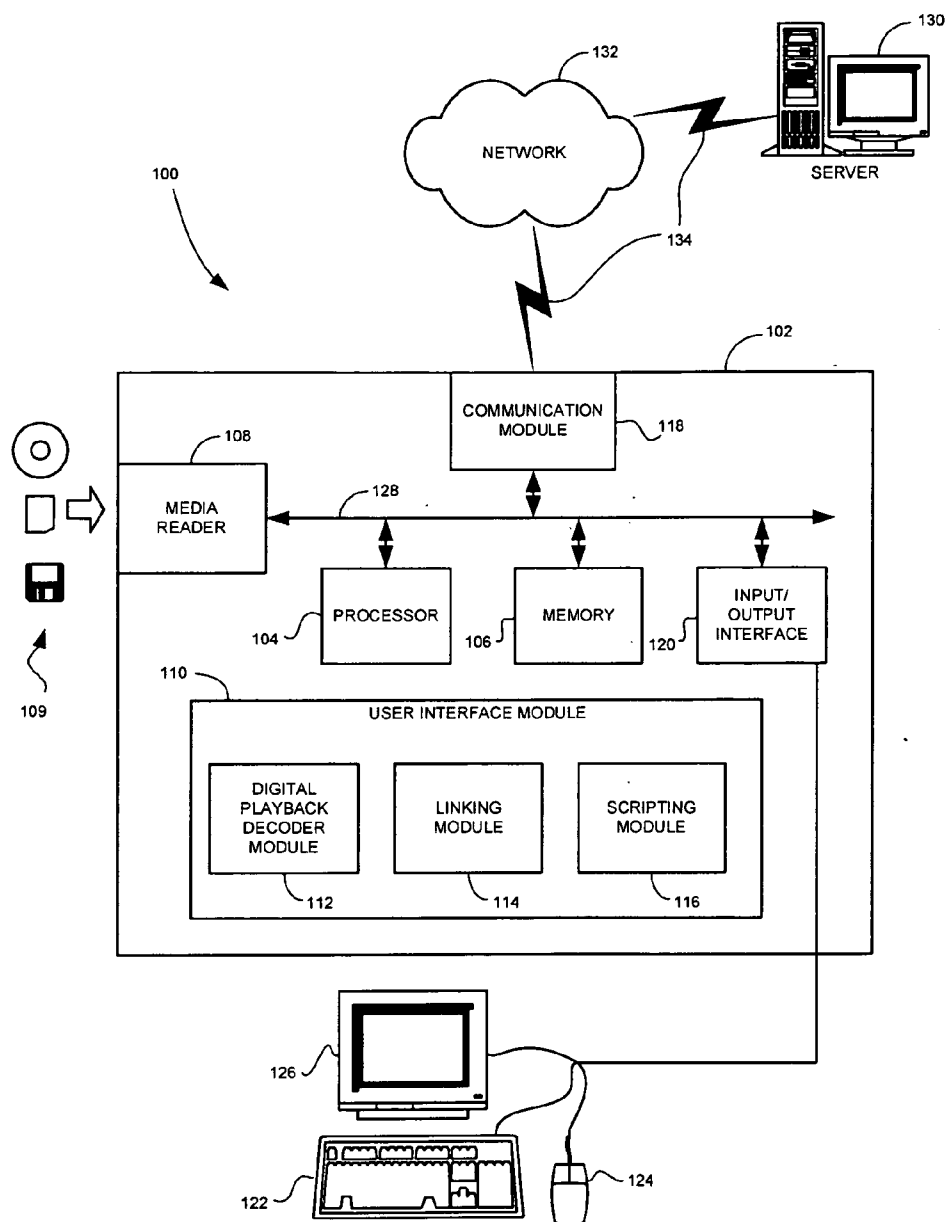 130
132
NETWORK
SERVER
100
134
102
COMMUNICATION
MODULE
118
108
MEDIA
READER
128
PROCESSOR
104
MEMORY
106
INPUT/
OUTPUT
INTERFACE
120
109
110
USER INTERFACE MODULE
DIGITAL
PLAYBACK
DECODER
MODULE
112
LINKING
MODULE
114
SCRIPTING
MODULE
116
126
122
124